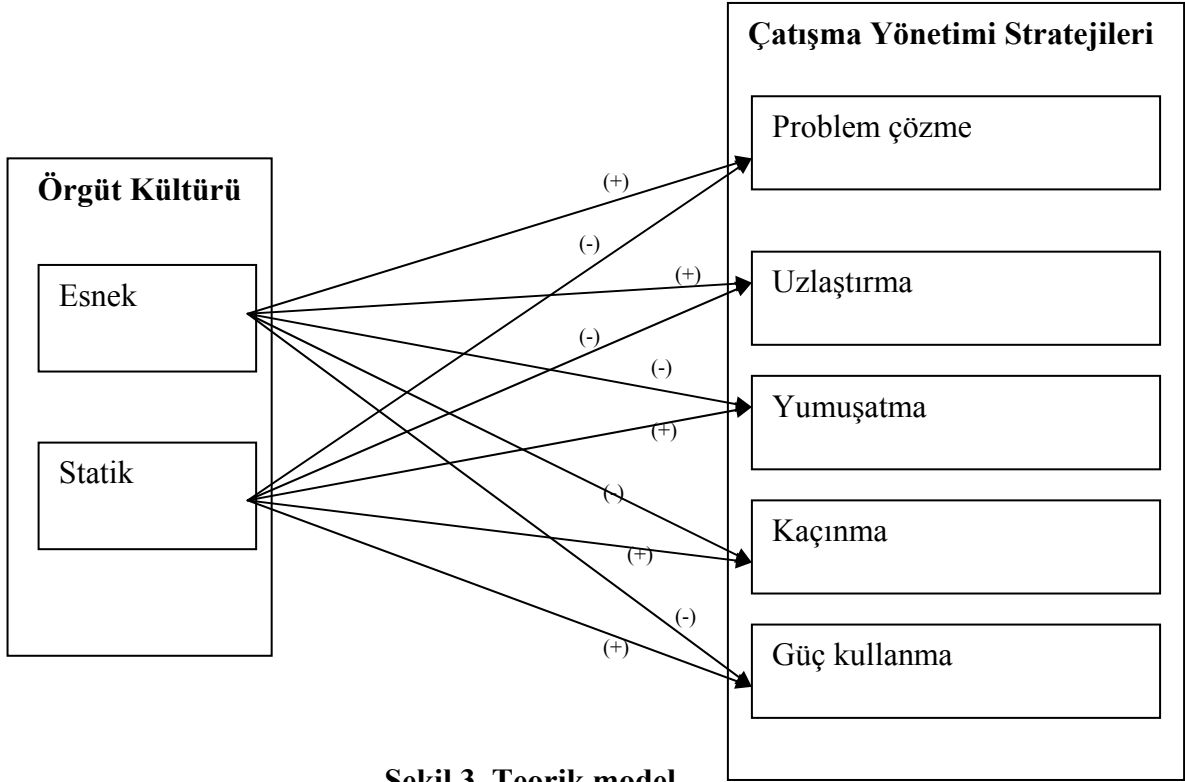 Çatışma Yönetimi Stratejileri
Problem çözme
Örgüt Kültürü
(+)
(-)
Esnek
(+)
Uzlaştırma
(-)
(-)
Yumuşatma
(+)
Statik
(-)
Kaçınma
(+)
(-)
(+)
Güç kullanma
Şekil 3. Teorik model